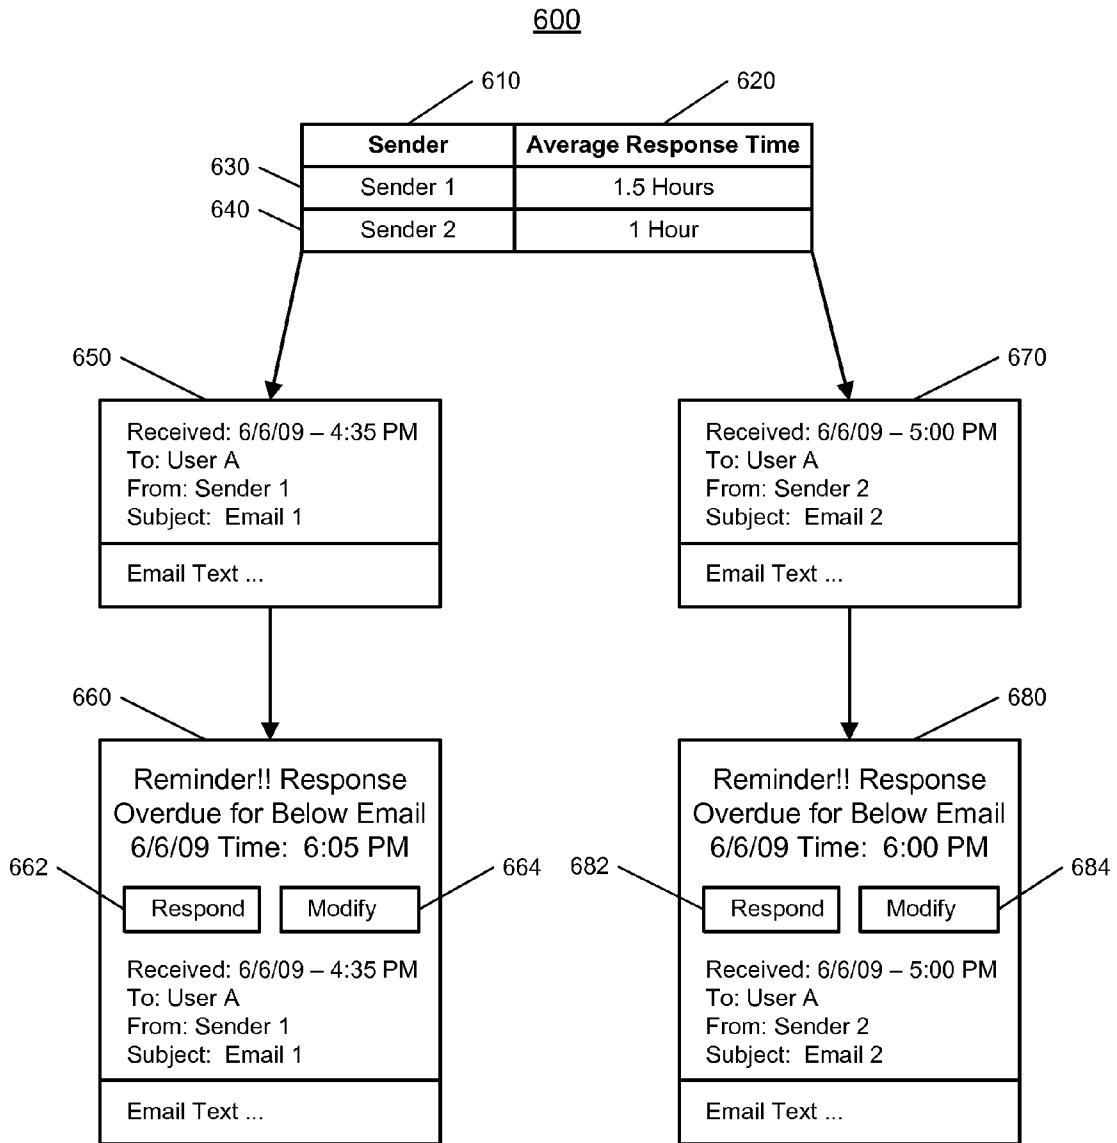 600
610
620
Sender
Average Response Time
630
Sender 1
1.5 Hours
640
Sender 2
1 Hour
650
Received: 6/6/09 – 4:35 PM
To: User A
From: Sender 1
Subject:  Email 1
Email Text ...
670
Received: 6/6/09 – 5:00 PM
To: User A
From: Sender 2
Subject:  Email 2
Email Text ...
660
Reminder!! Response
Overdue for Below Email
6/6/09 Time:  6:05 PM
662
Respond
Modify
664
Received: 6/6/09 – 4:35 PM
To: User A
From: Sender 1
Subject:  Email 1
Email Text ...
680
Reminder!! Response
Overdue for Below Email
6/6/09 Time:  6:00 PM
682
Respond
Modify
684
Received: 6/6/09 – 5:00 PM
To: User A
From: Sender 2
Subject:  Email 2
Email Text ...